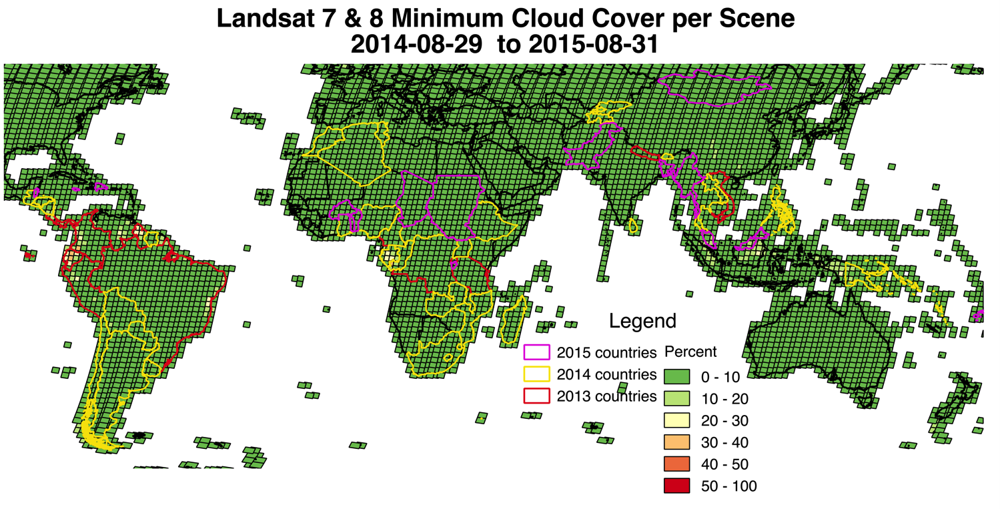 Landsat 7 & 8 Minimum Cloud Cover per Scene
2014-08-29 to 2015-08-31
Legend
2015 countries
2014 countries
2013 countries
Percent
0 - 10
10 - 20
20 - 30
30 - 40
40 - 50
50 - 100